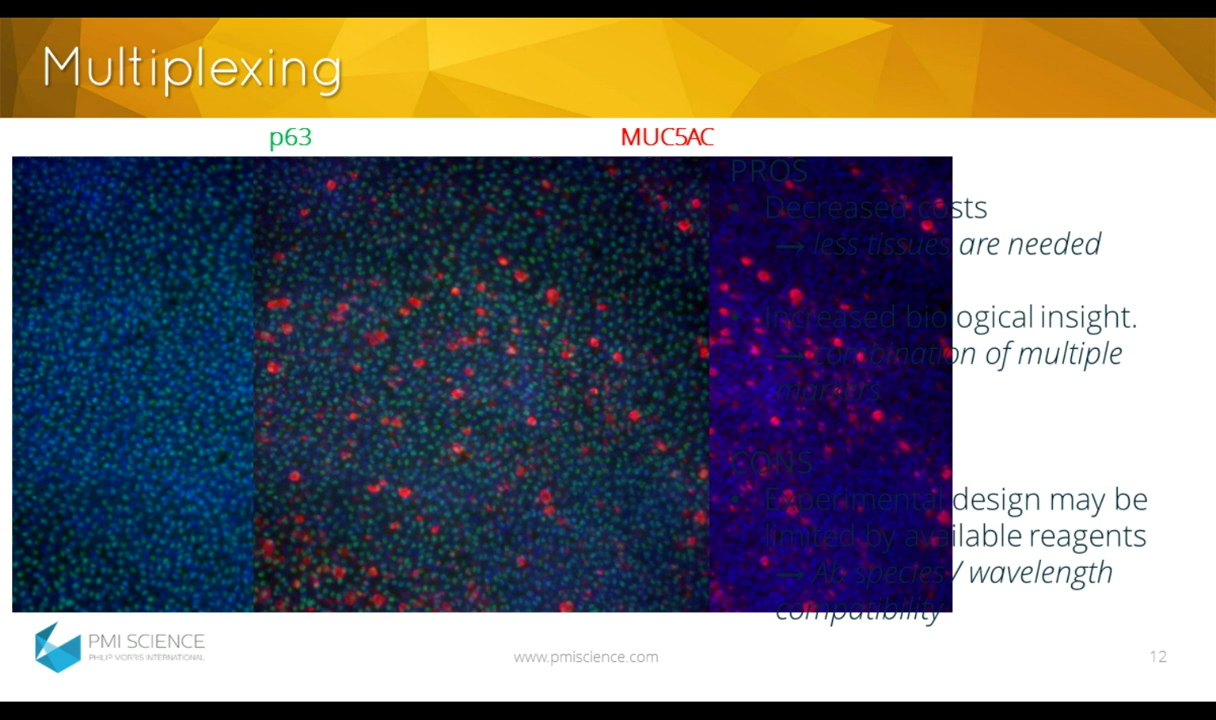 Multiplexing
p63
MUC5AC
PROS
Decreased costs
→ less tissues are needed
• Increased biological insight.
→ combination of multiple
markers
CONS
• Experimental design may be
limited by available reagents
→ Ab species / wavelength
compatibility
PMI SCIENCE
PHILIP MORRIS INTERNATIONAL
www.pmiscience.com
12